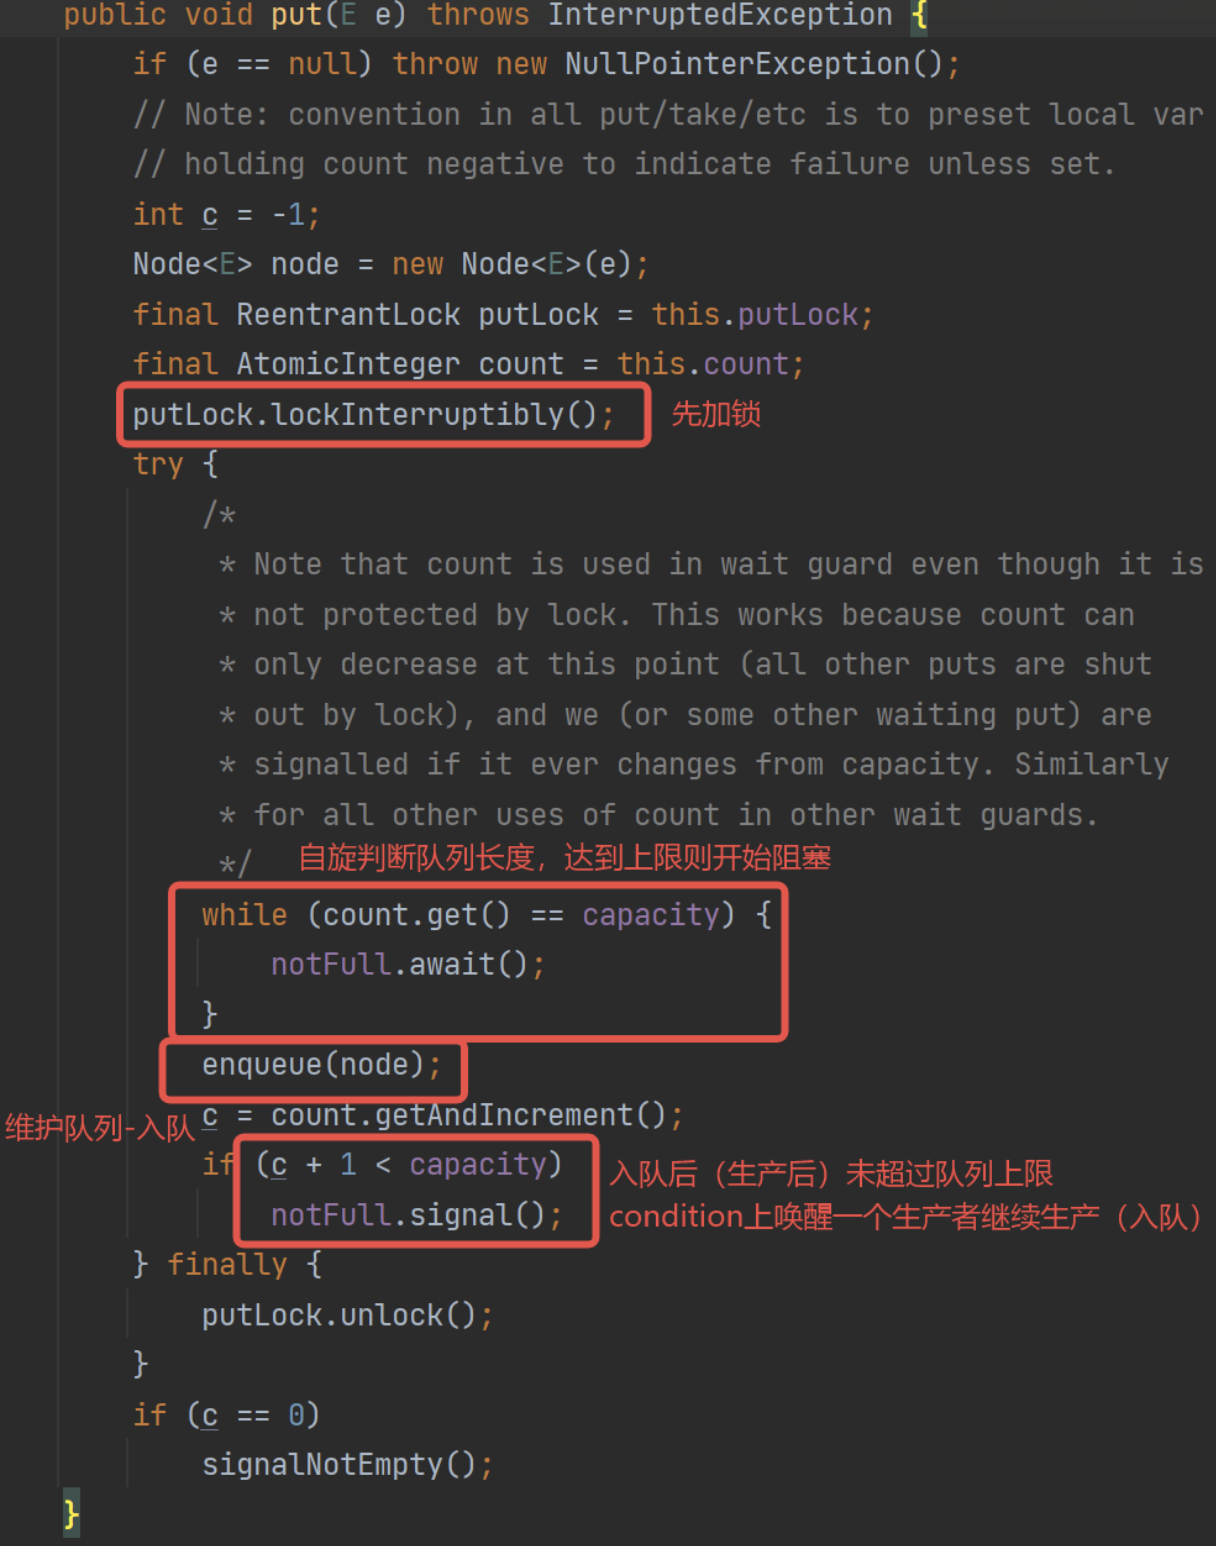 public void put(E e) throws InterruptedException {
if (e == null) throw new NullPointerException();
// Note: convention in all put/take/etc is to preset local var
// holding count negative to indicate failure unless set.
int c = -1;
Node<E> node = new Node<E>(e);
final ReentrantLock putLock = this.putLock;
final AtomicInteger count = this.count;
putLock.lockInterruptibly(); 先加锁
try {
/*
* Note that count is used in wait guard even though it is
* not protected by lock. This works because count can
* only decrease at this point (all other puts are shut
* out by lock), and we (or some other waiting put) are
* signalled if it ever changes from capacity. Similarly
* for all other uses of count in other wait guards.
*/ 自旋判断队列长度，达到上限则开始阻塞
while (count.get() == capacity) {
notFull.await();
}
enqueue(node);
维护队列-入队 c = count.getAndIncrement();
if (c + 1 < capacity) 入队后（生产后）未超过队列上限
notFull.signal(); condition上唤醒一个生产者继续生产（入队）
} finally {
putLock.unlock();
}
if (c == 0)
signalNotEmpty();
}